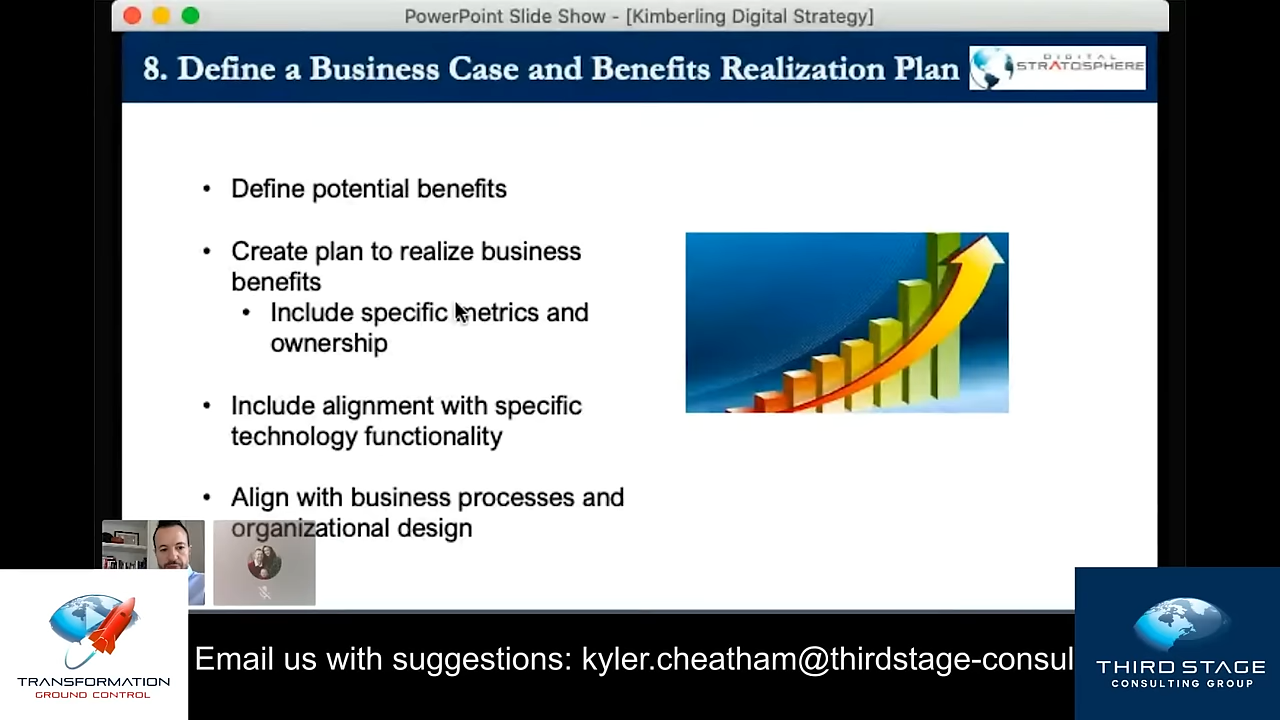 PowerPoint Slide Show - [Kimberling Digital Strategy]
8. Define a Business Case and Benefits Realization Plan
DIGITAL
STRATOSPHERE
• Define potential benefits
• Create plan to realize business
benefits
• Include specific metrics and
ownership
• Include alignment with specific
technology functionality
• Align with business processes and
organizational design
TRANSFORMATION
GROUND CONTROL
Email us with suggestions: kyler.cheatham@thirdstage-consul
THIRD STAGE
CONSULTING GROUP